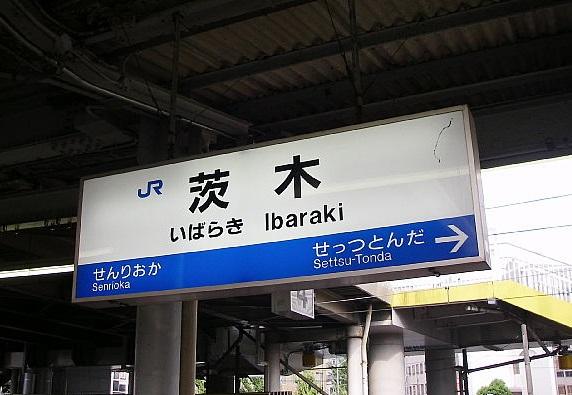 JR 茨木
いばらき Ibaraki
せんりおか せっつとんだ →
Senrioka Settsu-Tonda